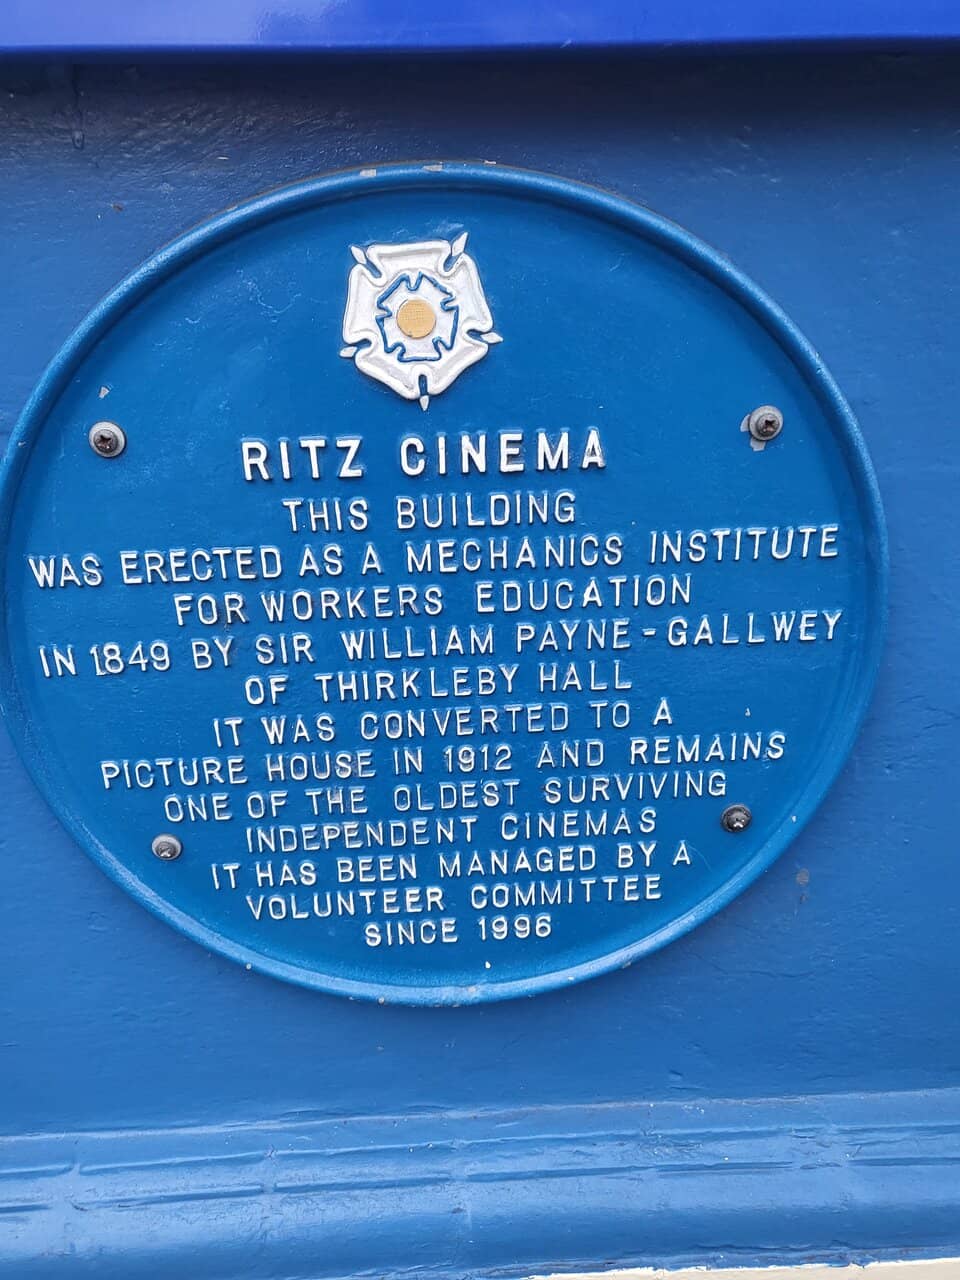 RITZ CINEMA
THIS BUILDING
WAS ERECTED AS A MECHANICS INSTITUTE
FOR WORKERS EDUCATION
IN 1849 BY SIR WILLIAM PAYNE-GALLWEY
OF THIRKLEBY HALL
IT WAS CONVERTED TO A
PICTURE HOUSE IN 1912 AND REMAINS
ONE OF THE OLDEST SURVIVING
INDEPENDENT CINEMAS
IT HAS BEEN MANAGED BY A
VOLUNTEER COMMITTEE
SINCE 1996